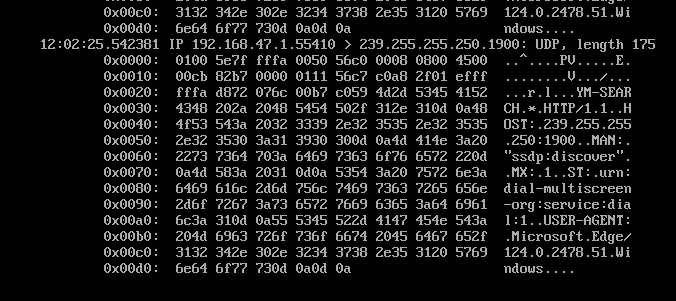 0x00c0: 3132 342e 302e 3234 3738 2e35 3120 5769 124.0.2478.51.Wi
0x00d0: 6e64 6f77 730d 0a0d 0a ndows....
12:02:25.542381 IP 192.168.47.1.55410 > 239.255.255.250.1900: UDP, length 175
0x0000: 0100 5e7f fffa 0050 56c0 0008 0800 4500 ..^....PV.....E.
0x0010: 00cb 82b7 0000 0111 56c7 c0a8 2f01 efff ........V.../...
0x0020: fffa d872 076c 00b7 c059 4d2d 5345 4152 ...r.l...YM-SEAR
0x0030: 4348 202a 2048 5454 502f 312e 310d 0a48 CH.*.HTTP/1.1..H
0x0040: 4f53 543a 2032 3339 2e32 3535 2e32 3535 OST:.239.255.255
0x0050: 2e32 3530 3a31 3930 300d 0a4d 414e 3a20 .250:1900..MAN:.
0x0060: 2273 7364 703a 6469 7363 6f76 6572 220d "ssdp:discover".
0x0070: 0a4d 583a 2031 0d0a 5354 3a20 7572 6e3a .MX:.1..ST:.urn:
0x0080: 6469 616c 2d6d 756c 7469 7363 7265 656e dial-multiscreen
0x0090: 2d6f 7267 3a73 6572 7669 6365 3a64 6961 -org:service:dia
0x00a0: 6c3a 310d 0a55 5345 522d 4147 454e 543a l:1..USER-AGENT:
0x00b0: 204d 6963 726f 736f 6674 2045 6467 652f .Microsoft.Edge/
0x00c0: 3132 342e 302e 3234 3738 2e35 3120 5769 124.0.2478.51.Wi
0x00d0: 6e64 6f77 730d 0a0d 0a ndows....